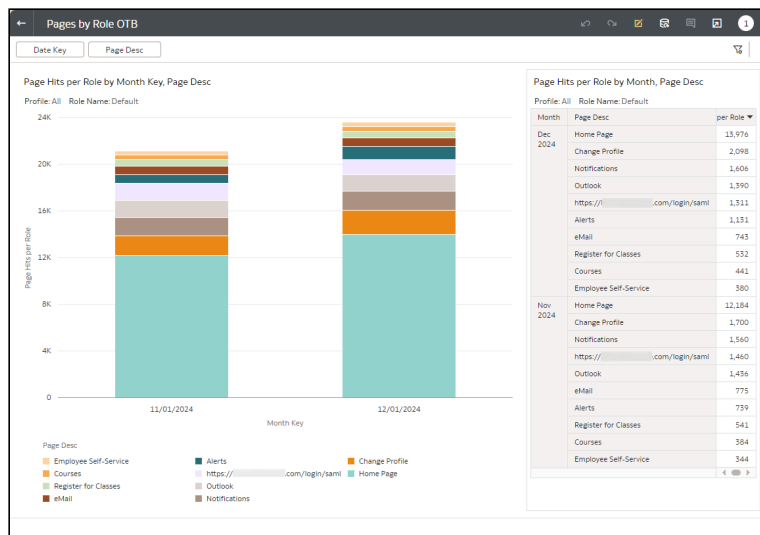 Pages by Role OTB
1
Date Key
Page Desc
Page Hits per Role by Month Key, Page Desc
Profile: All Role Name: Default
24K
20K
16K
12K
8K
4K
0
Page Hits per Role
11/01/2024
12/01/2024
Month Key
Page Desc
Employee Self-Service
Alerts
Change Profile
Courses
https:// .com/login/saml
Home Page
Register for Classes
Outlook
eMail
Notifications
Page Hits per Role by Month, Page Desc
Profile: All Role Name: Default
Month Page Desc per Role
Dec 2024 Home Page 13,976
Change Profile 2,098
Notifications 1,606
Outlook 1,390
https:// .com/login/saml 1,311
Alerts 1,131
eMail 743
Register for Classes 532
Courses 441
Employee Self-Service 380
Nov 2024 Home Page 12,184
Change Profile 1,700
Notifications 1,560
https:// .com/login/saml 1,460
Outlook 1,436
eMail 775
Alerts 739
Register for Classes 541
Courses 384
Employee Self-Service 344